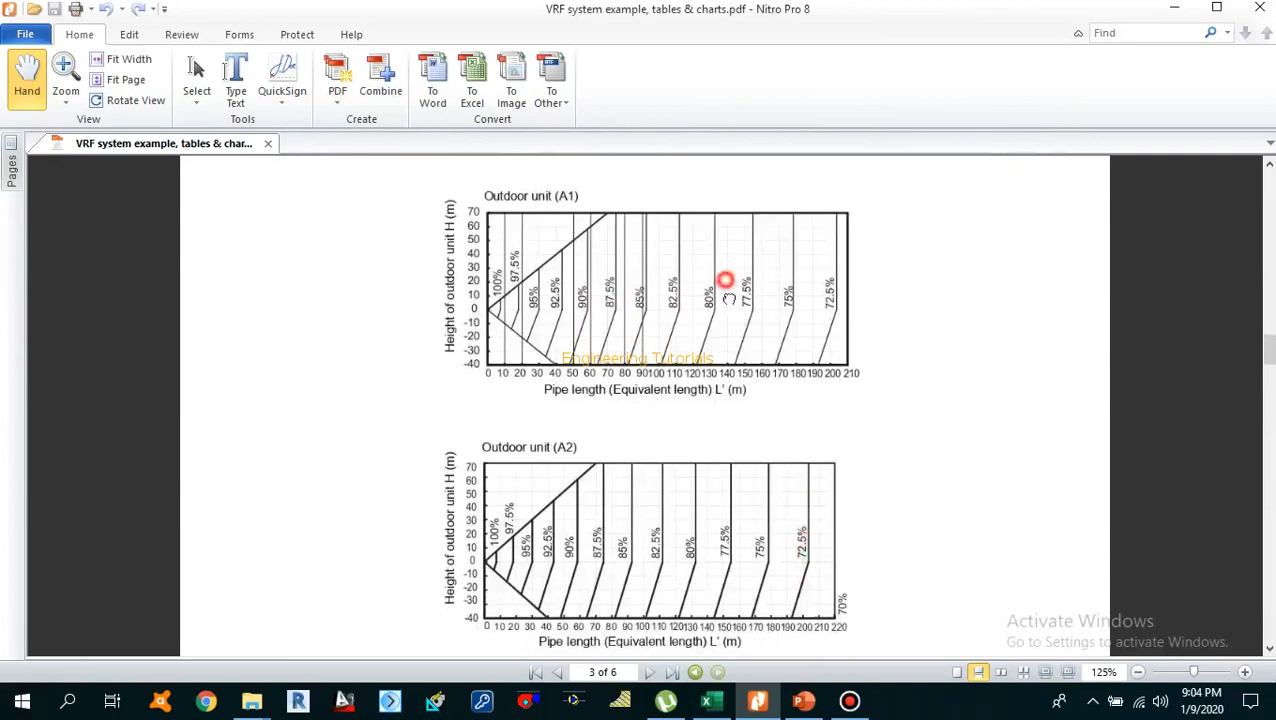 VRF system example, tables & charts.pdf - Nitro Pro 8
File Home Edit Review Forms Protect Help Find
Fit Width
Fit Page
Rotate View
Hand Zoom Select Type Text QuickSign PDF Combine To Word To Excel To Image To Other
View Tools Create Convert
VRF system example, tables & char...
Pages
Outdoor unit (A1)
Height of outdoor unit H (m)
70
60
50
40
30
20
10
0
-10
-20
-30
-40
100% 97.5% 95% 92.5% 90% 87.5% 85% 82.5% 80% 77.5% 75% 72.5%
Engineering Tutorials
0 10 20 30 40 50 60 70 80 90 100 110 120 130 140 150 160 170 180 190 200 210
Pipe length (Equivalent length) L' (m)
Outdoor unit (A2)
Height of outdoor unit H (m)
70
60
50
40
30
20
10
0
-10
-20
-30
-40
100% 97.5% 95% 92.5% 90% 87.5% 85% 82.5% 80% 77.5% 75% 72.5% 70%
0 10 20 30 40 50 60 70 80 90 100 110 120 130 140 150 160 170 180 190 200 220
Pipe length (Equivalent length) L' (m)
Activate Windows
Go to Settings to activate Windows.
3 of 6
125%
9:04 PM
1/9/2020